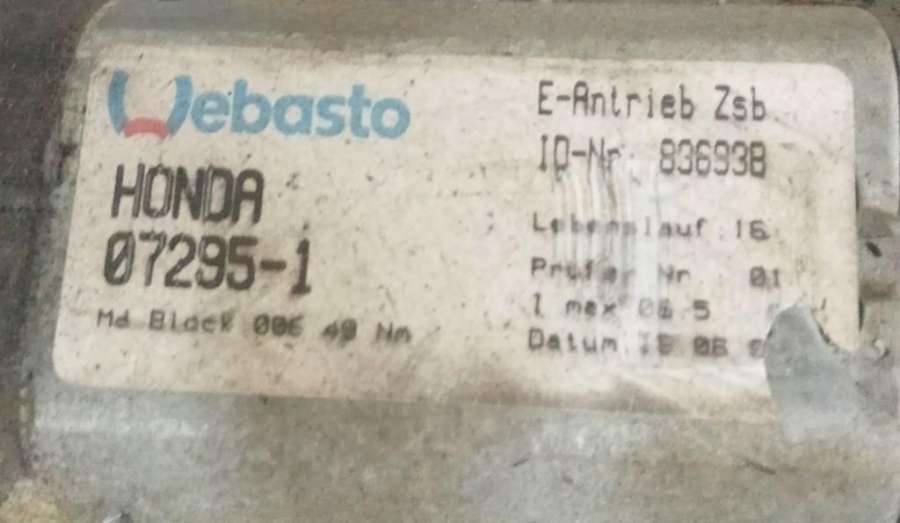 Webasto
HONDA
07295-1
Md Block 006 49 Nm
E-Antrieb Zsb
ID-Nr. 836938
Lebenslauf: 16
Prüfer Nr 01
I max 06.5
Datum 08